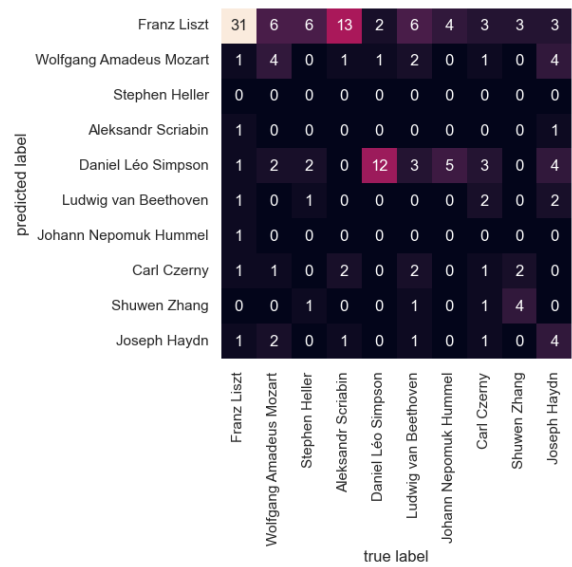 Franz Liszt 31 6 6 13 2 6 4 3 3 3
Wolfgang Amadeus Mozart 1 4 0 1 1 2 0 1 0 4
Stephen Heller 0 0 0 0 0 0 0 0 0 0
Aleksandr Scriabin 1 0 0 0 0 0 0 0 0 1
Daniel Léo Simpson 1 2 2 0 12 3 5 3 0 4
Ludwig van Beethoven 1 0 1 0 0 0 0 2 0 2
Johann Nepomuk Hummel 1 0 0 0 0 0 0 0 0 0
Carl Czerny 1 1 0 2 0 2 0 1 2 0
Shuwen Zhang 0 0 1 0 0 1 0 1 4 0
Joseph Haydn 1 2 0 1 0 1 0 1 0 4
predicted label
Franz Liszt
Wolfgang Amadeus Mozart
Stephen Heller
Aleksandr Scriabin
Daniel Léo Simpson
Ludwig van Beethoven
Johann Nepomuk Hummel
Carl Czerny
Shuwen Zhang
Joseph Haydn
true label